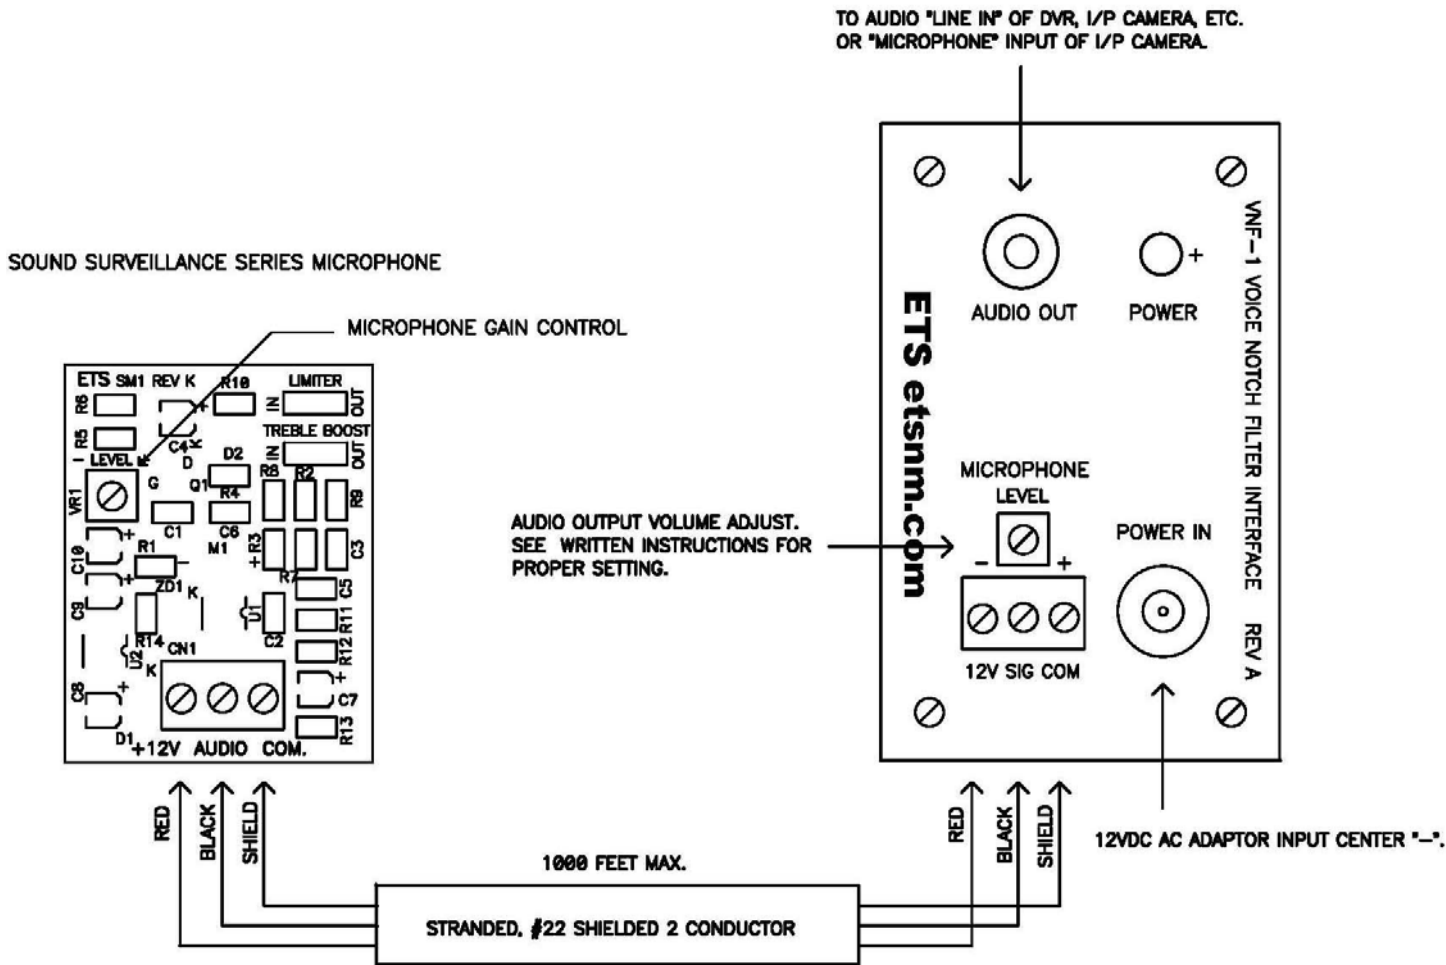 TO AUDIO "LINE IN" OF DVR, I/P CAMERA, ETC.
OR "MICROPHONE" INPUT OF I/P CAMERA.
SOUND SURVEILLANCE SERIES MICROPHONE
MICROPHONE GAIN CONTROL
ETS SM1 REV K
R10
LIMITER
R6
+
IN
OUT
R5
C4
K
TREBLE BOOST
- LEVEL
D
D2
IN
OUT
G
Q1
R8
R2
VR1
R4
R9
C1
C6
C10
+
R1
M1
+
R3
C3
-
R7
C9
+
ZD1
K
C5
U1
R11
R14
C2
U2
CN1
R12
K
C8
+
+
C7
D1
R13
+12V AUDIO COM.
RED
BLACK
SHIELD
1000 FEET MAX.
STRANDED, #22 SHIELDED 2 CONDUCTOR
AUDIO OUT
+
POWER
ETS etsnm.com
VNF-1 VOICE NOTCH FILTER INTERFACE REV A
MICROPHONE
LEVEL
- +
POWER IN
AUDIO OUTPUT VOLUME ADJUST.
SEE WRITTEN INSTRUCTIONS FOR
PROPER SETTING.
12V SIG COM
RED
BLACK
SHIELD
12VDC AC ADAPTOR INPUT CENTER "-".